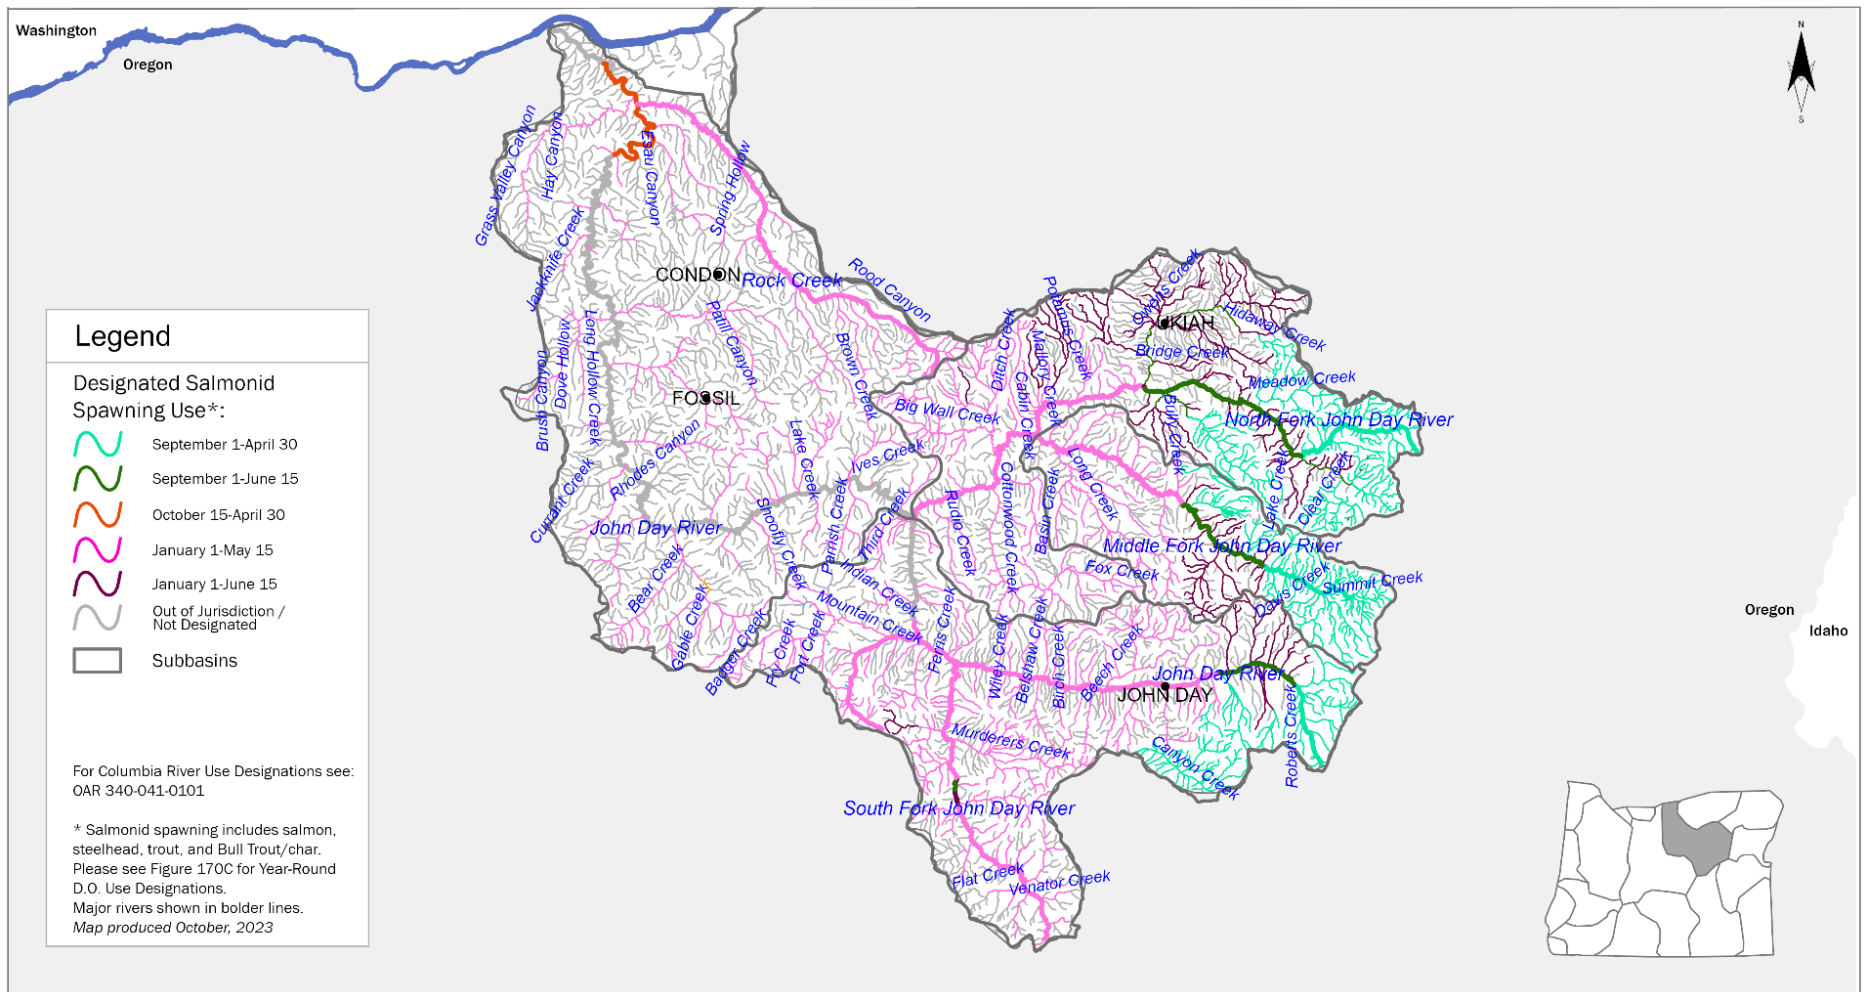 Washington
Oregon
N
S
Grass Valley Canyon
Hay Canyon
Esau Canyon
Spring Hollow
Jackknife Creek
CONDON
Rock Creek
Rood Canyon
Long Hollow Creek
Dove Hollow
Brush Canyon
Patill Canyon
Brown Creek
FOSSIL
Rhodes Canyon
Currant Creek
Lake Creek
Ives Creek
John Day River
Shoofly Creek
Parrish Creek
Third Creek
Bear Creek
Gable Creek
Badger Creek
Fry Creek
Fort Creek
Mountain Creek
Indian Creek
Ferris Creek
Rudio Creek
Cottonwood Creek
Basin Creek
Long Creek
Big Wall Creek
Ditch Creek
Cabin Creek
Mallory Creek
Potamus Creek
Owens Creek
UKIAH
Hidaway Creek
Bridge Creek
Meadow Creek
Bully Creek
North Fork John Day River
Lake Creek
Clear Creek
Middle Fork John Day River
Fox Creek
Davis Creek
Summit Creek
Wiley Creek
Belshaw Creek
Birch Creek
Beech Creek
John Day River
JOHN DAY
Roberts Creek
Canyon Creek
Murderers Creek
South Fork John Day River
Flat Creek
Venator Creek
Oregon
Idaho
Legend
Designated Salmonid
Spawning Use*:
September 1-April 30
September 1-June 15
October 15-April 30
January 1-May 15
January 1-June 15
Out of Jurisdiction /
Not Designated
Subbasins
For Columbia River Use Designations see:
OAR 340-041-0101
* Salmonid spawning includes salmon,
steelhead, trout, and Bull Trout/char.
Please see Figure 170C for Year-Round
D.O. Use Designations.
Major rivers shown in bolder lines.
Map produced October, 2023